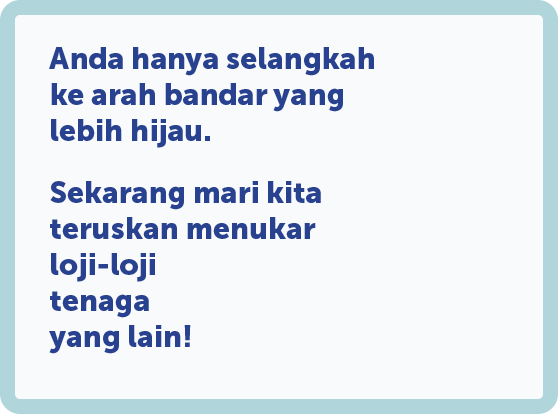 Anda hanya selangkah
ke arah bandar yang
lebih hijau.
Sekarang mari kita
teruskan menukar
loji-loji
tenaga
yang lain!